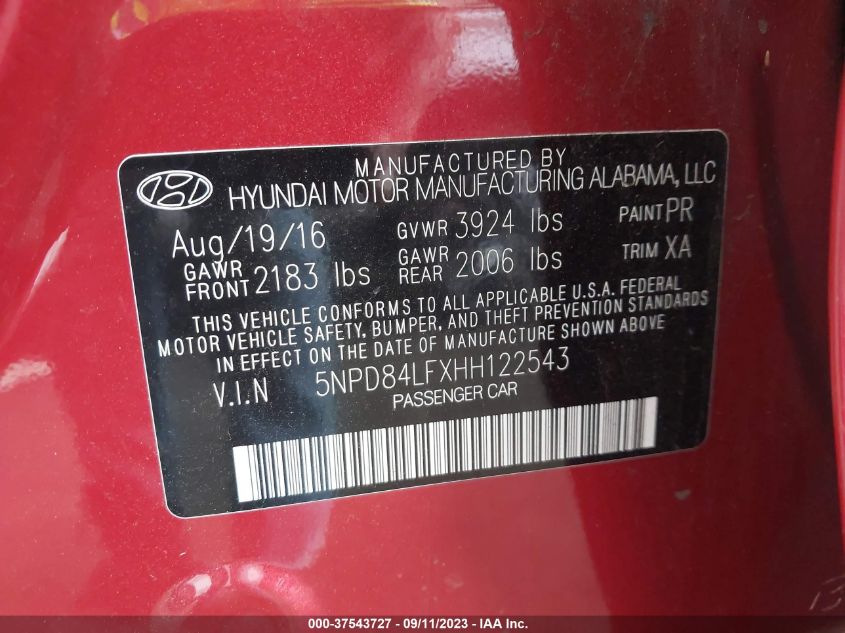 MANUFACTURED BY
HYUNDAI MOTOR MANUFACTURING ALABAMA, LLC
Aug/19/16 GVWR 3924 lbs PAINT PR
GAWR FRONT 2183 lbs GAWR REAR 2006 lbs TRIM XA
THIS VEHICLE CONFORMS TO ALL APPLICABLE U.S.A. FEDERAL
MOTOR VEHICLE SAFETY, BUMPER, AND THEFT PREVENTION STANDARDS
IN EFFECT ON THE DATE OF MANUFACTURE SHOWN ABOVE
V.I.N 5NPD84LFXHH122543
PASSENGER CAR
000-37543727 - 09/11/2023 - IAA Inc.